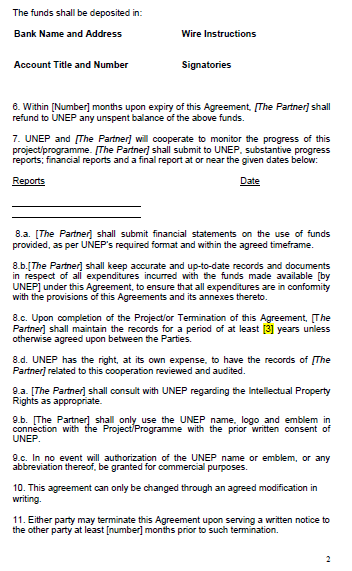 The funds shall be deposited in:
Bank Name and Address Wire Instructions
Account Title and Number Signatories
6. Within [Number] months upon expiry of this Agreement, [The Partner] shall
refund to UNEP any unspent balance of the above funds.
7. UNEP and [The Partner] will cooperate to monitor the progress of this
project/programme. [The Partner] shall submit to UNEP, substantive progress
reports; financial reports and a final report at or near the given dates below:
Reports Date
8.a. [The Partner] shall submit financial statements on the use of funds
provided, as per UNEP's required format and within the agreed timeframe.
8.b.[The Partner] shall keep accurate and up-to-date records and documents
in respect of all expenditures incurred with the funds made available [by
UNEP] under this Agreement, to ensure that all expenditures are in conformity
with the provisions of this Agreements and its annexes thereto.
8.c. Upon completion of the Project/or Termination of this Agreement, [The
Partner] shall maintain the records for a period of at least [3] years unless
otherwise agreed upon between the Parties.
8.d. UNEP has the right, at its own expense, to have the records of [The
Partner] related to this cooperation reviewed and audited.
9.a. [The Partner] shall consult with UNEP regarding the Intellectual Property
Rights as appropriate.
9.b. [The Partner] shall only use the UNEP name, logo and emblem in
connection with the Project/Programme with the prior written consent of
UNEP.
9.c. In no event will authorization of the UNEP name or emblem, or any
abbreviation thereof, be granted for commercial purposes.
10. This agreement can only be changed through an agreed modification in
writing.
11. Either party may terminate this Agreement upon serving a written notice to
the other party at least [number] months prior to such termination.
2